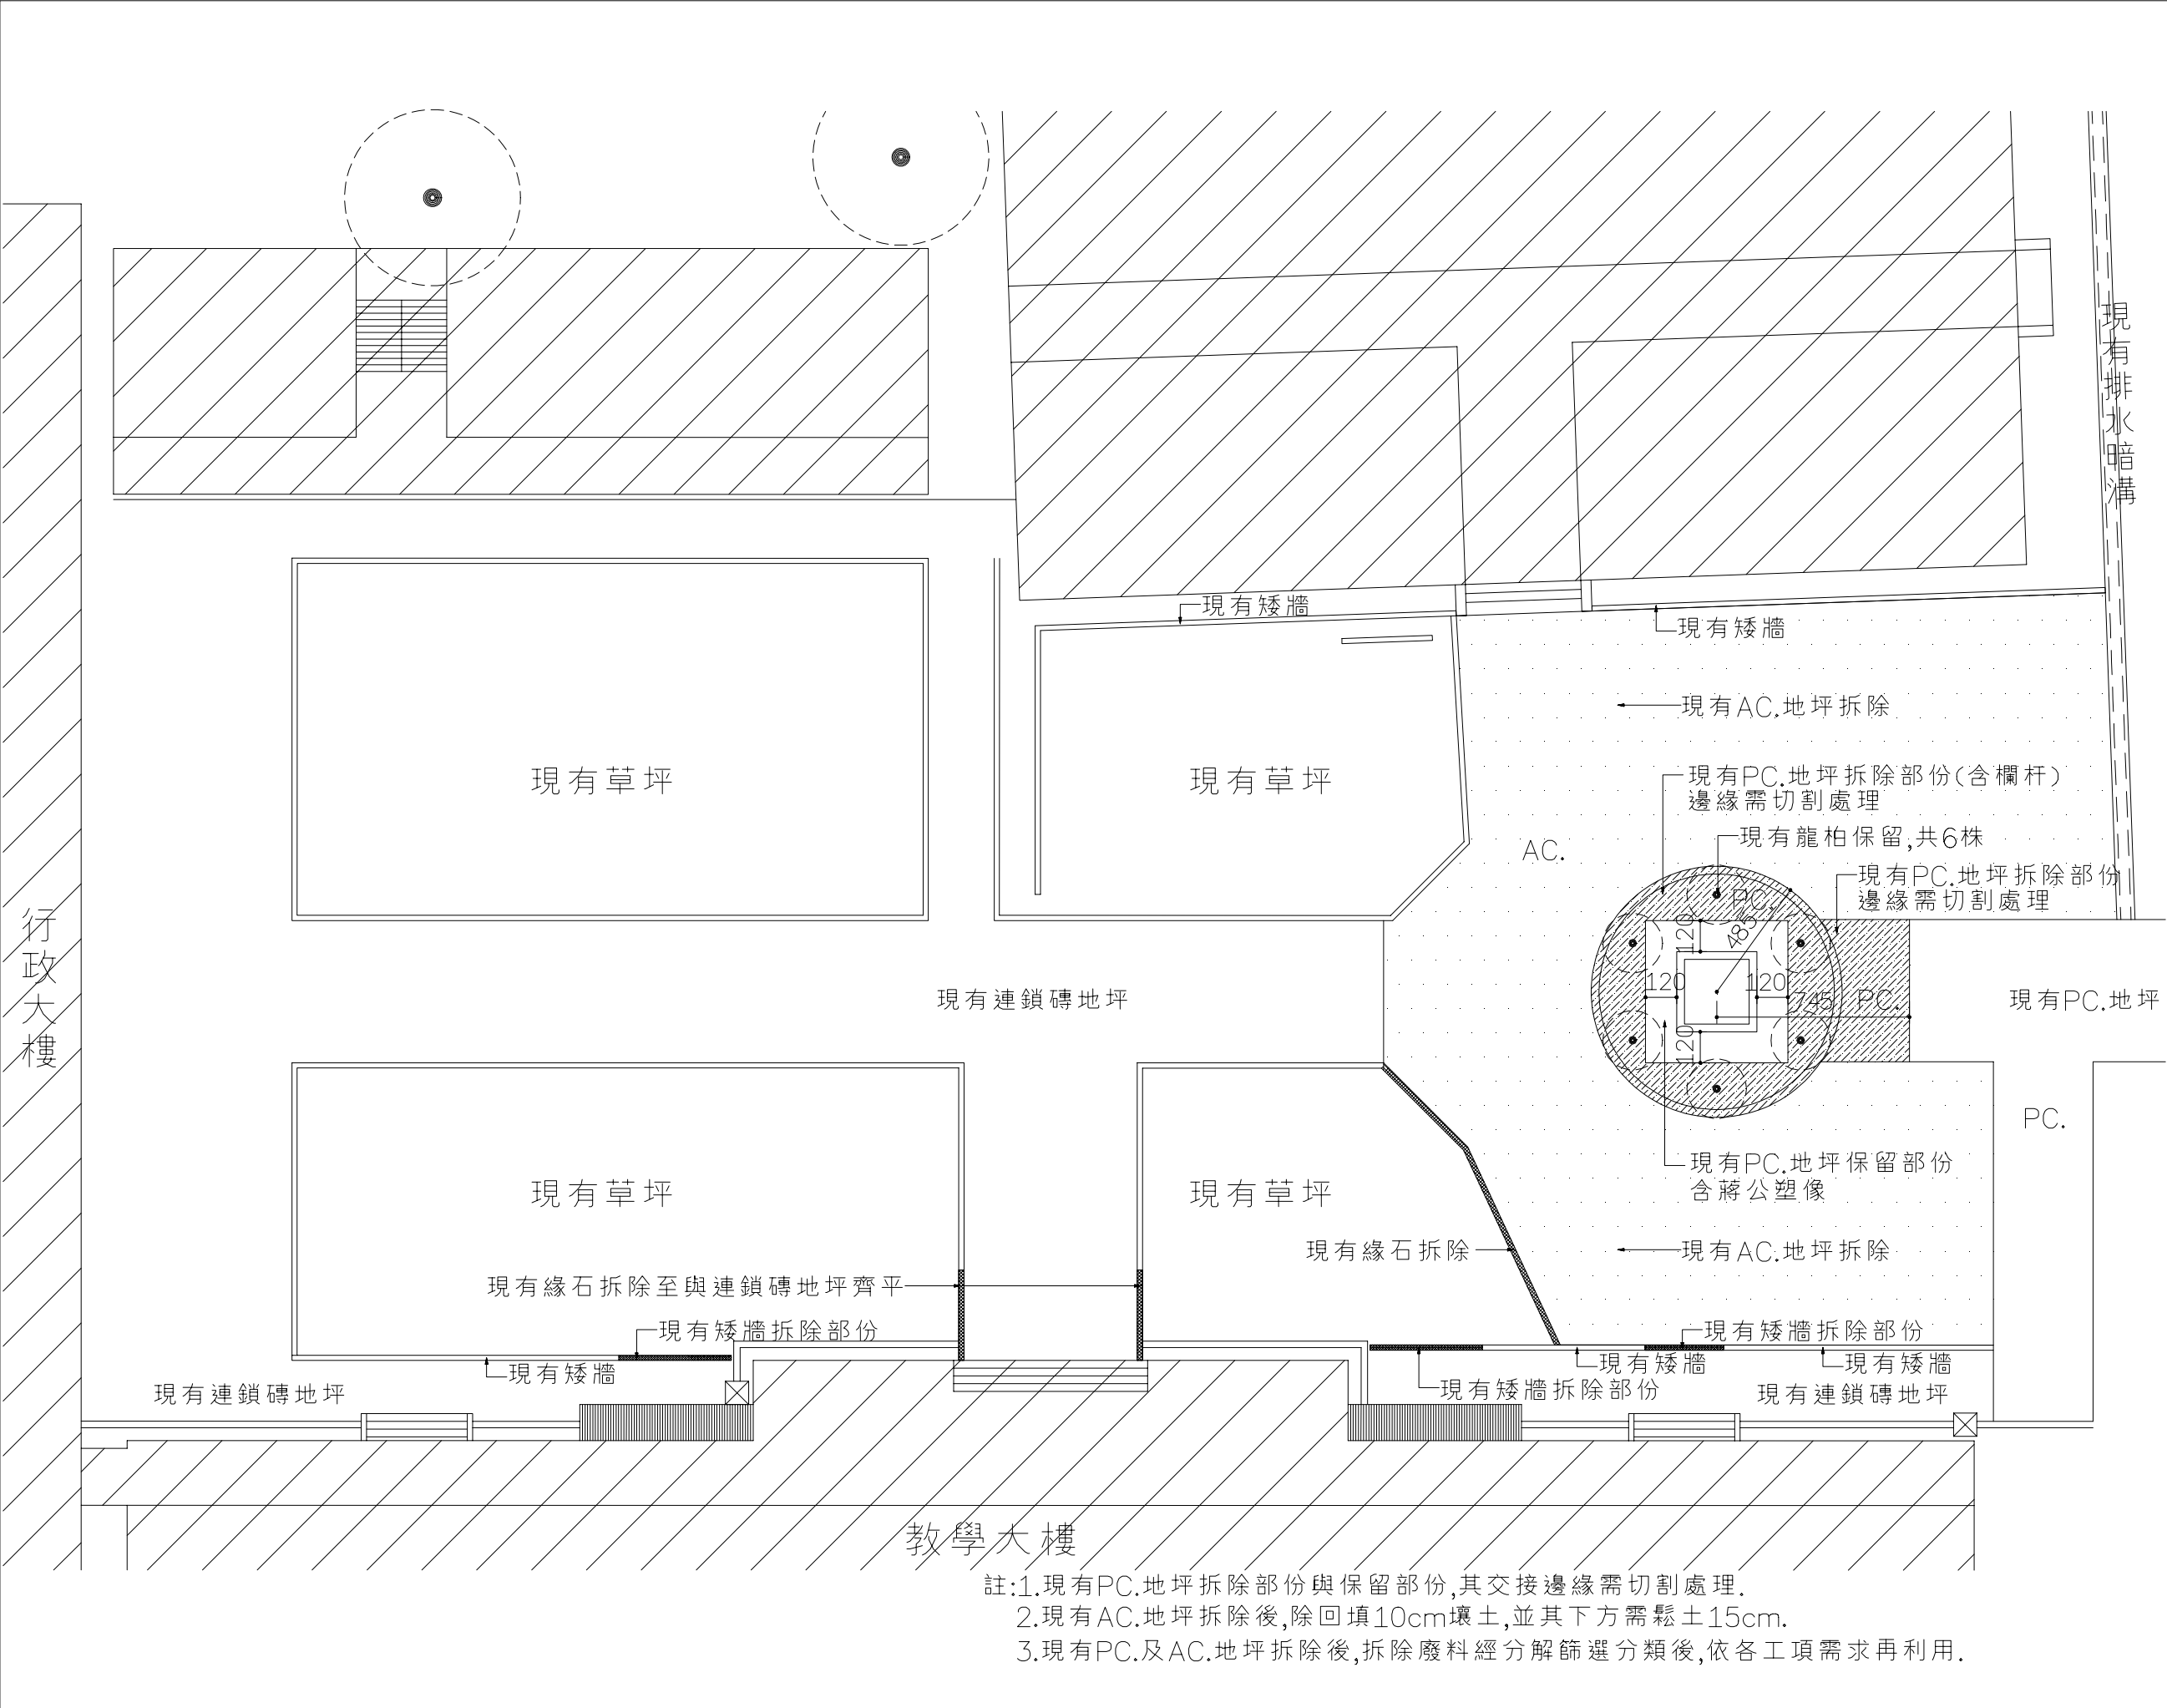 現有排水暗溝
現有矮牆
現有矮牆
現有AC.地坪拆除
現有草坪
現有草坪
現有PC.地坪拆除部份(含欄杆)
邊緣需切割處理
現有龍柏保留,共6株
AC.
現有PC.地坪拆除部份
邊緣需切割處理
PC.
485
120
120
120
120
745
PC.
行政大樓
現有連鎖磚地坪
現有PC.地坪
PC.
現有PC.地坪保留部份
含蔣公塑像
現有草坪
現有草坪
現有緣石拆除
現有AC.地坪拆除
現有緣石拆除至與連鎖磚地坪齊平
現有矮牆拆除部份
現有矮牆拆除部份
現有矮牆
現有矮牆
現有矮牆
現有連鎖磚地坪
現有矮牆拆除部份
現有連鎖磚地坪
教學大樓
註:1.現有PC.地坪拆除部份與保留部份,其交接邊緣需切割處理.
2.現有AC.地坪拆除後,除回填10cm壤土,並其下方需鬆土15cm.
3.現有PC.及AC.地坪拆除後,拆除廢料經分解篩選分類後,依各工項需求再利用.